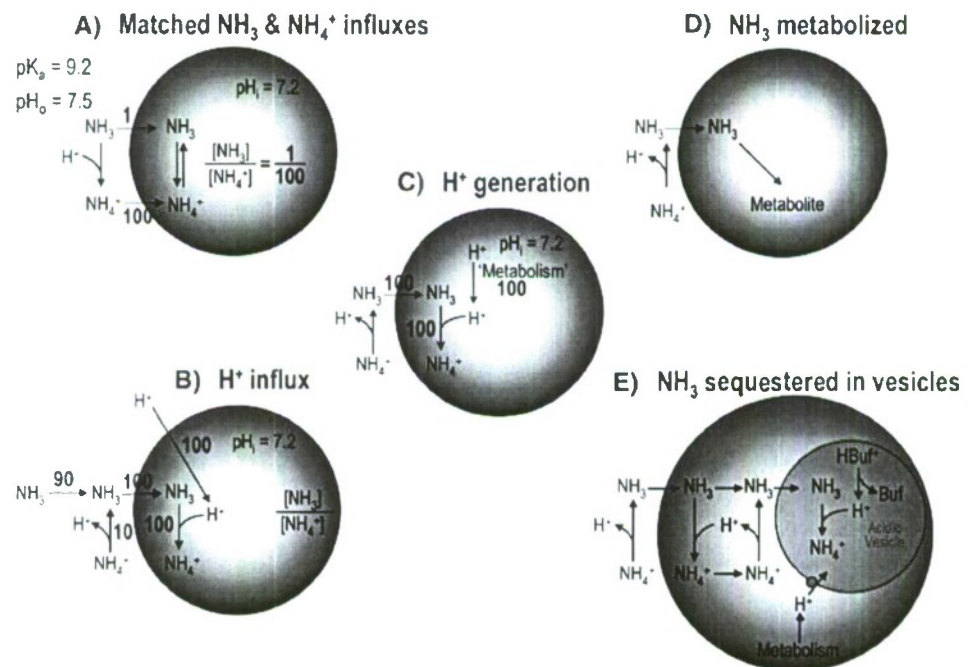 A) Matched NH₃ & NH₄⁺ influxes
pKₐ = 9.2
pHₒ = 7.5
pHᵢ = 7.2
NH₃ 1 NH₃
H⁺
[NH₃] / [NH₄⁺] = 1 / 100
NH₄⁺ 100 NH₄⁺
B) H⁺ influx
H⁺
100
pHᵢ = 7.2
NH₃ 90 NH₃ 100 NH₃
H⁺ 10 100 H⁺
[NH₃] / [NH₄⁺]
NH₄⁺ NH₄⁺
C) H⁺ generation
pHᵢ = 7.2
H⁺
'Metabolism'
100
NH₃ 100 NH₃
H⁺ 100 H⁺
NH₄⁺ NH₄⁺
D) NH₃ metabolized
NH₃ NH₃
H⁺
NH₄⁺
Metabolite
E) NH₃ sequestered in vesicles
HBuf⁺
NH₃ NH₃ NH₃ NH₃
Buf
H⁺ H⁺ H⁺
Acidic
Vesicle
NH₄⁺
NH₄⁺ NH₄⁺ NH₄⁺
H⁺
Metabolism